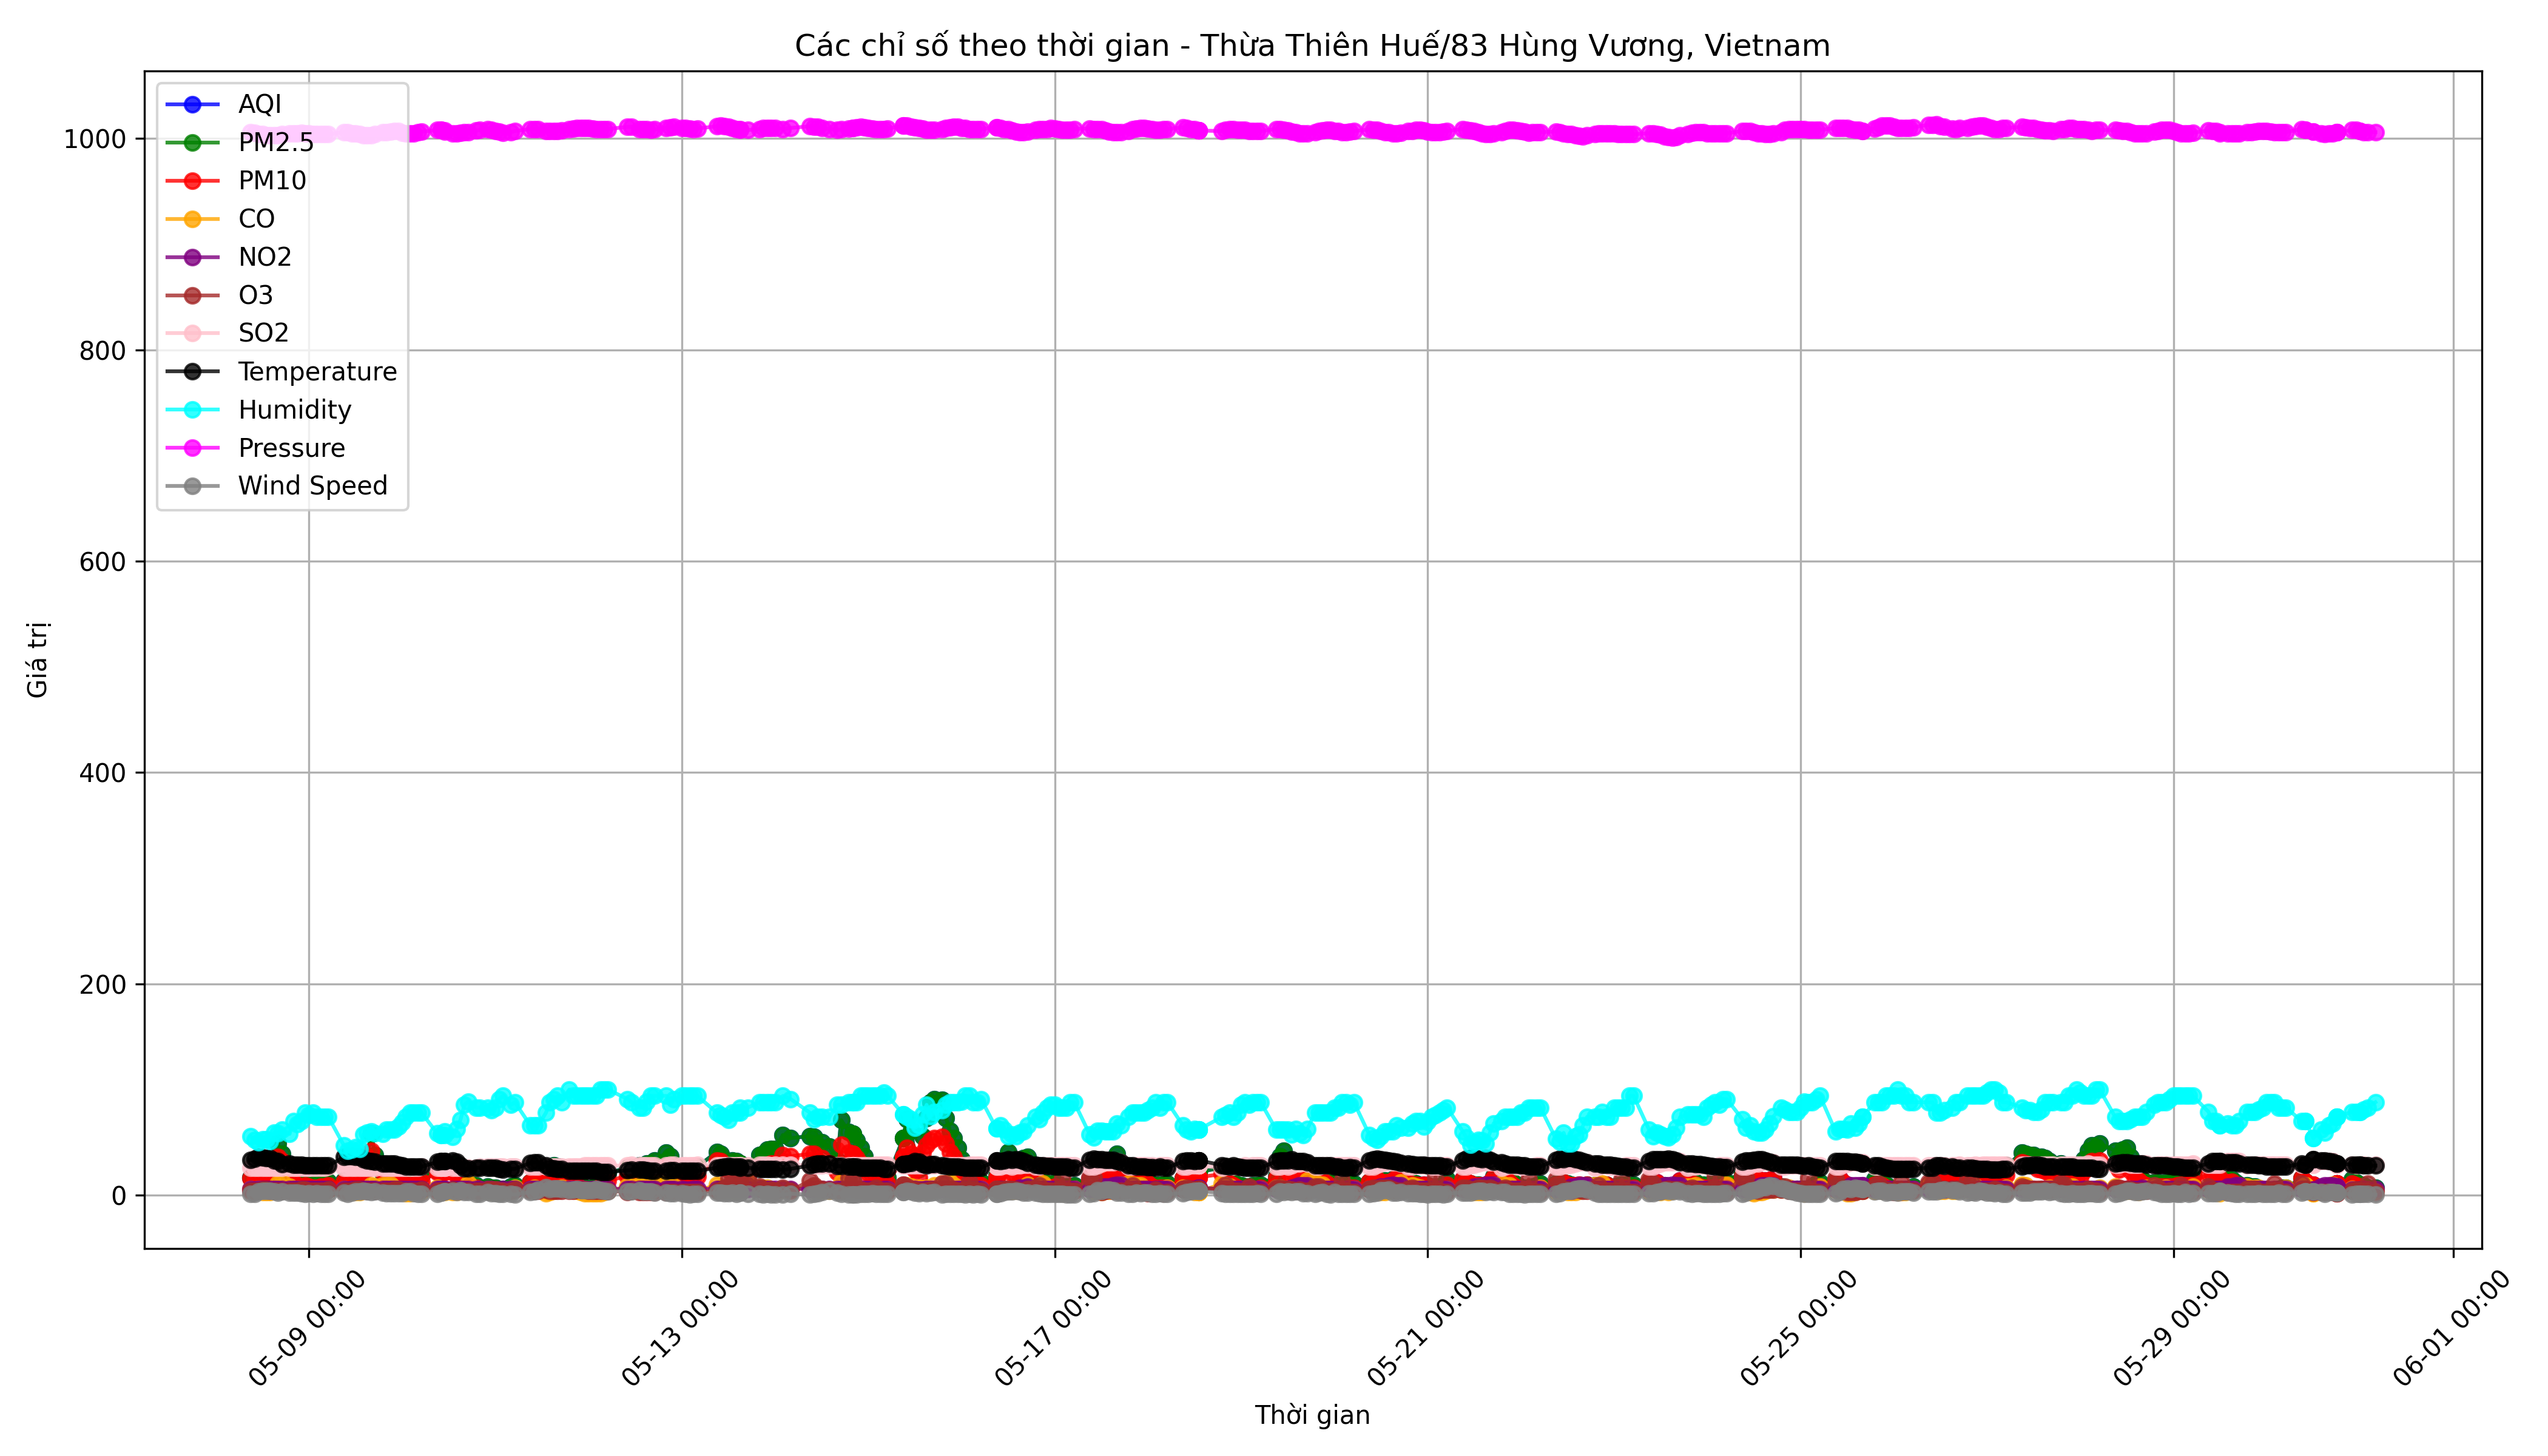 Các chỉ số theo thời gian - Thừa Thiên Huế/83 Hùng Vương, Vietnam
AQI
PM2.5
PM10
CO
NO2
O3
SO2
Temperature
Humidity
Pressure
Wind Speed
1000
800
600
400
200
0
Giá trị
05-09 00:00
05-13 00:00
05-17 00:00
05-21 00:00
05-25 00:00
05-29 00:00
06-01 00:00
Thời gian